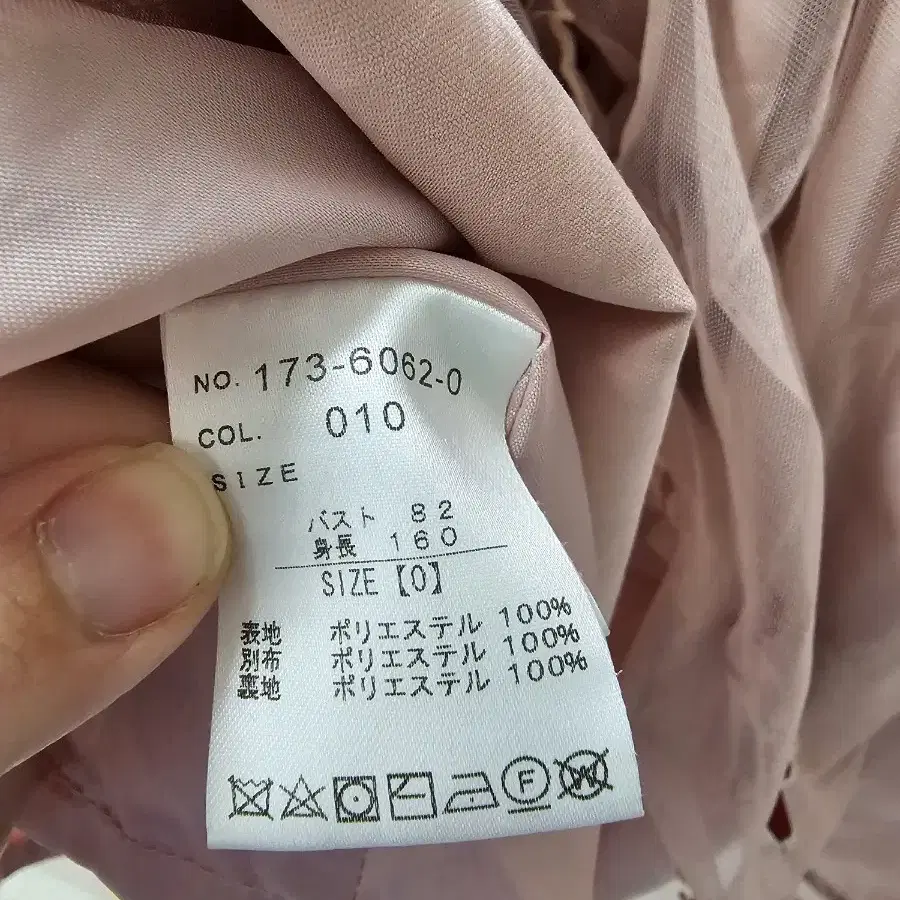 NO. 173-6062-0
COL. 010
SIZE
バスト 82
身長 160
SIZE【0】
表地 ポリエステル 100%
別布 ポリエステル 100%
裏地 ポリエステル 100%
F W